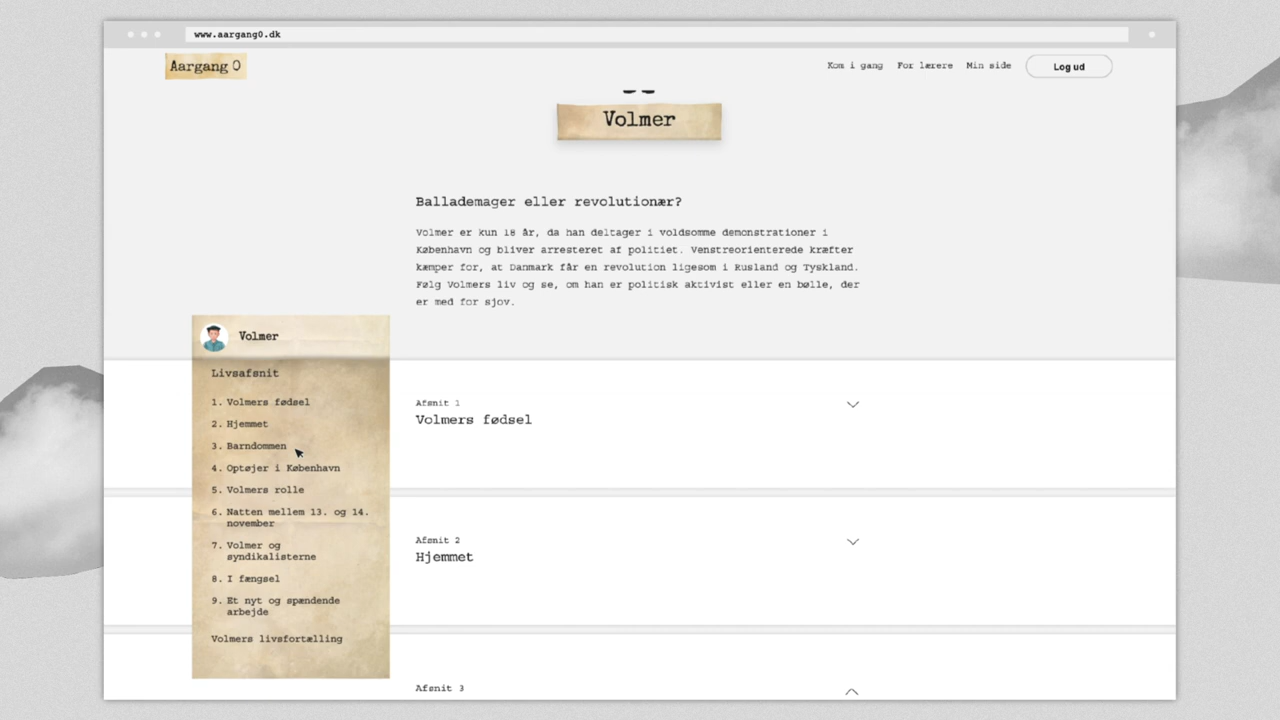 www.aargang0.dk
Aargang 0
Kom i gang For lærere Min side Log ud
Volmer
Ballademager eller revolutionær?
Volmer er kun 18 år, da han deltager i voldsomme demonstrationer i
København og bliver arresteret af politiet. Venstreorienterede kræfter
kæmper for, at Danmark får en revolution ligesom i Rusland og Tyskland.
Følg Volmers liv og se, om han er politisk aktivist eller en bølle, der
er med for sjov.
Volmer
Livsafsnit
1. Volmers fødsel
2. Hjemmet
3. Barndommen
4. Optøjer i København
5. Volmers rolle
6. Natten mellem 13. og 14.
november
7. Volmer og
syndikalisterne
8. I fængsel
9. Et nyt og spændende
arbejde
Volmers livsfortælling
Afsnit 1
Volmers fødsel
Afsnit 2
Hjemmet
Afsnit 3